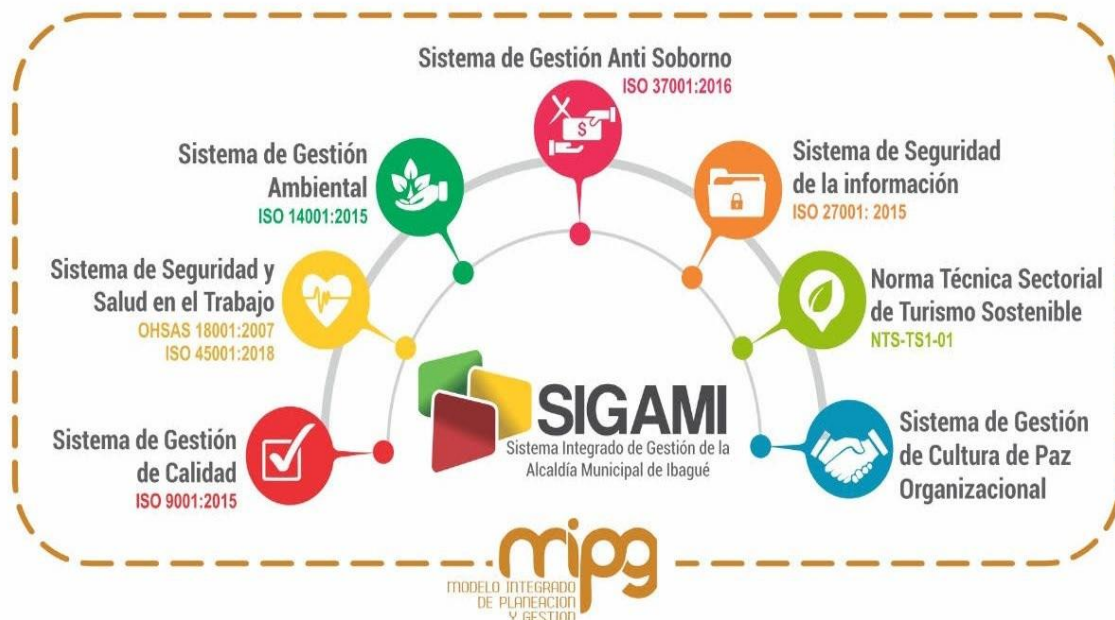 Sistema de Gestión Anti Soborno
ISO 37001:2016
Sistema de Gestión
Ambiental
ISO 14001:2015
$
Sistema de Seguridad
de la información
ISO 27001: 2015
Sistema de Seguridad y
Salud en el Trabajo
OHSAS 18001:2007
ISO 45001:2018
Norma Técnica Sectorial
de Turismo Sostenible
NTS-TS1-01
SIGAMI
Sistema Integrado de Gestión de la
Alcaldía Municipal de Ibagué
Sistema de Gestión
de Calidad
ISO 9001:2015
Sistema de Gestión
de Cultura de Paz
Organizacional
mipg
MODELO INTEGRADO
DE PLANEACION
Y GESTION